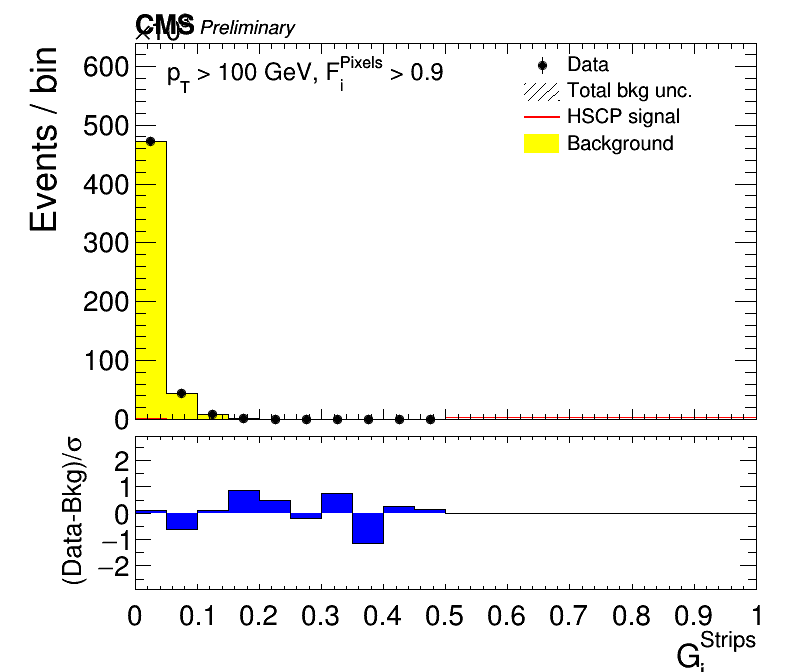 CMS Preliminary
p_T > 100 GeV, F_i^Pixels > 0.9
Data
Total bkg unc.
HSCP signal
Background
Events / bin
600
500
400
300
200
100
0
(Data-Bkg)/σ
2
1
0
−1
−2
0 0.1 0.2 0.3 0.4 0.5 0.6 0.7 0.8 0.9 1
G_i^Strips